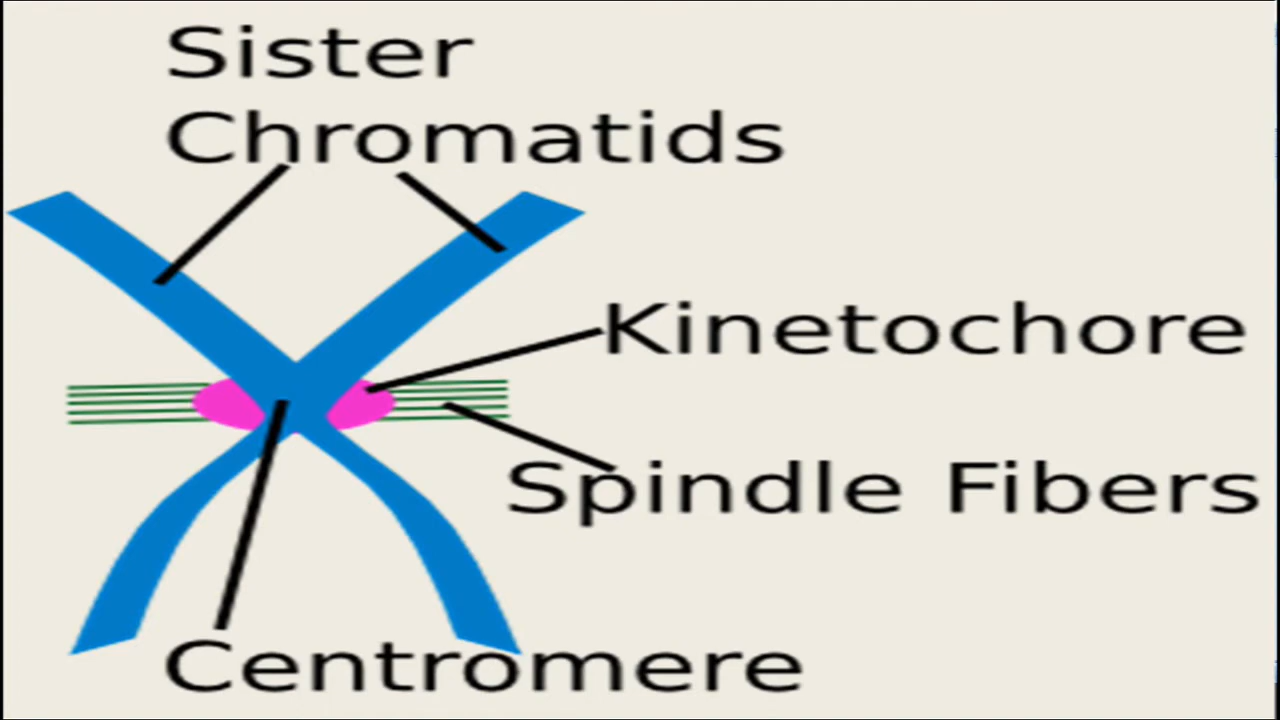 Sister
Chromatids
Kinetochore
Spindle Fibers
Centromere